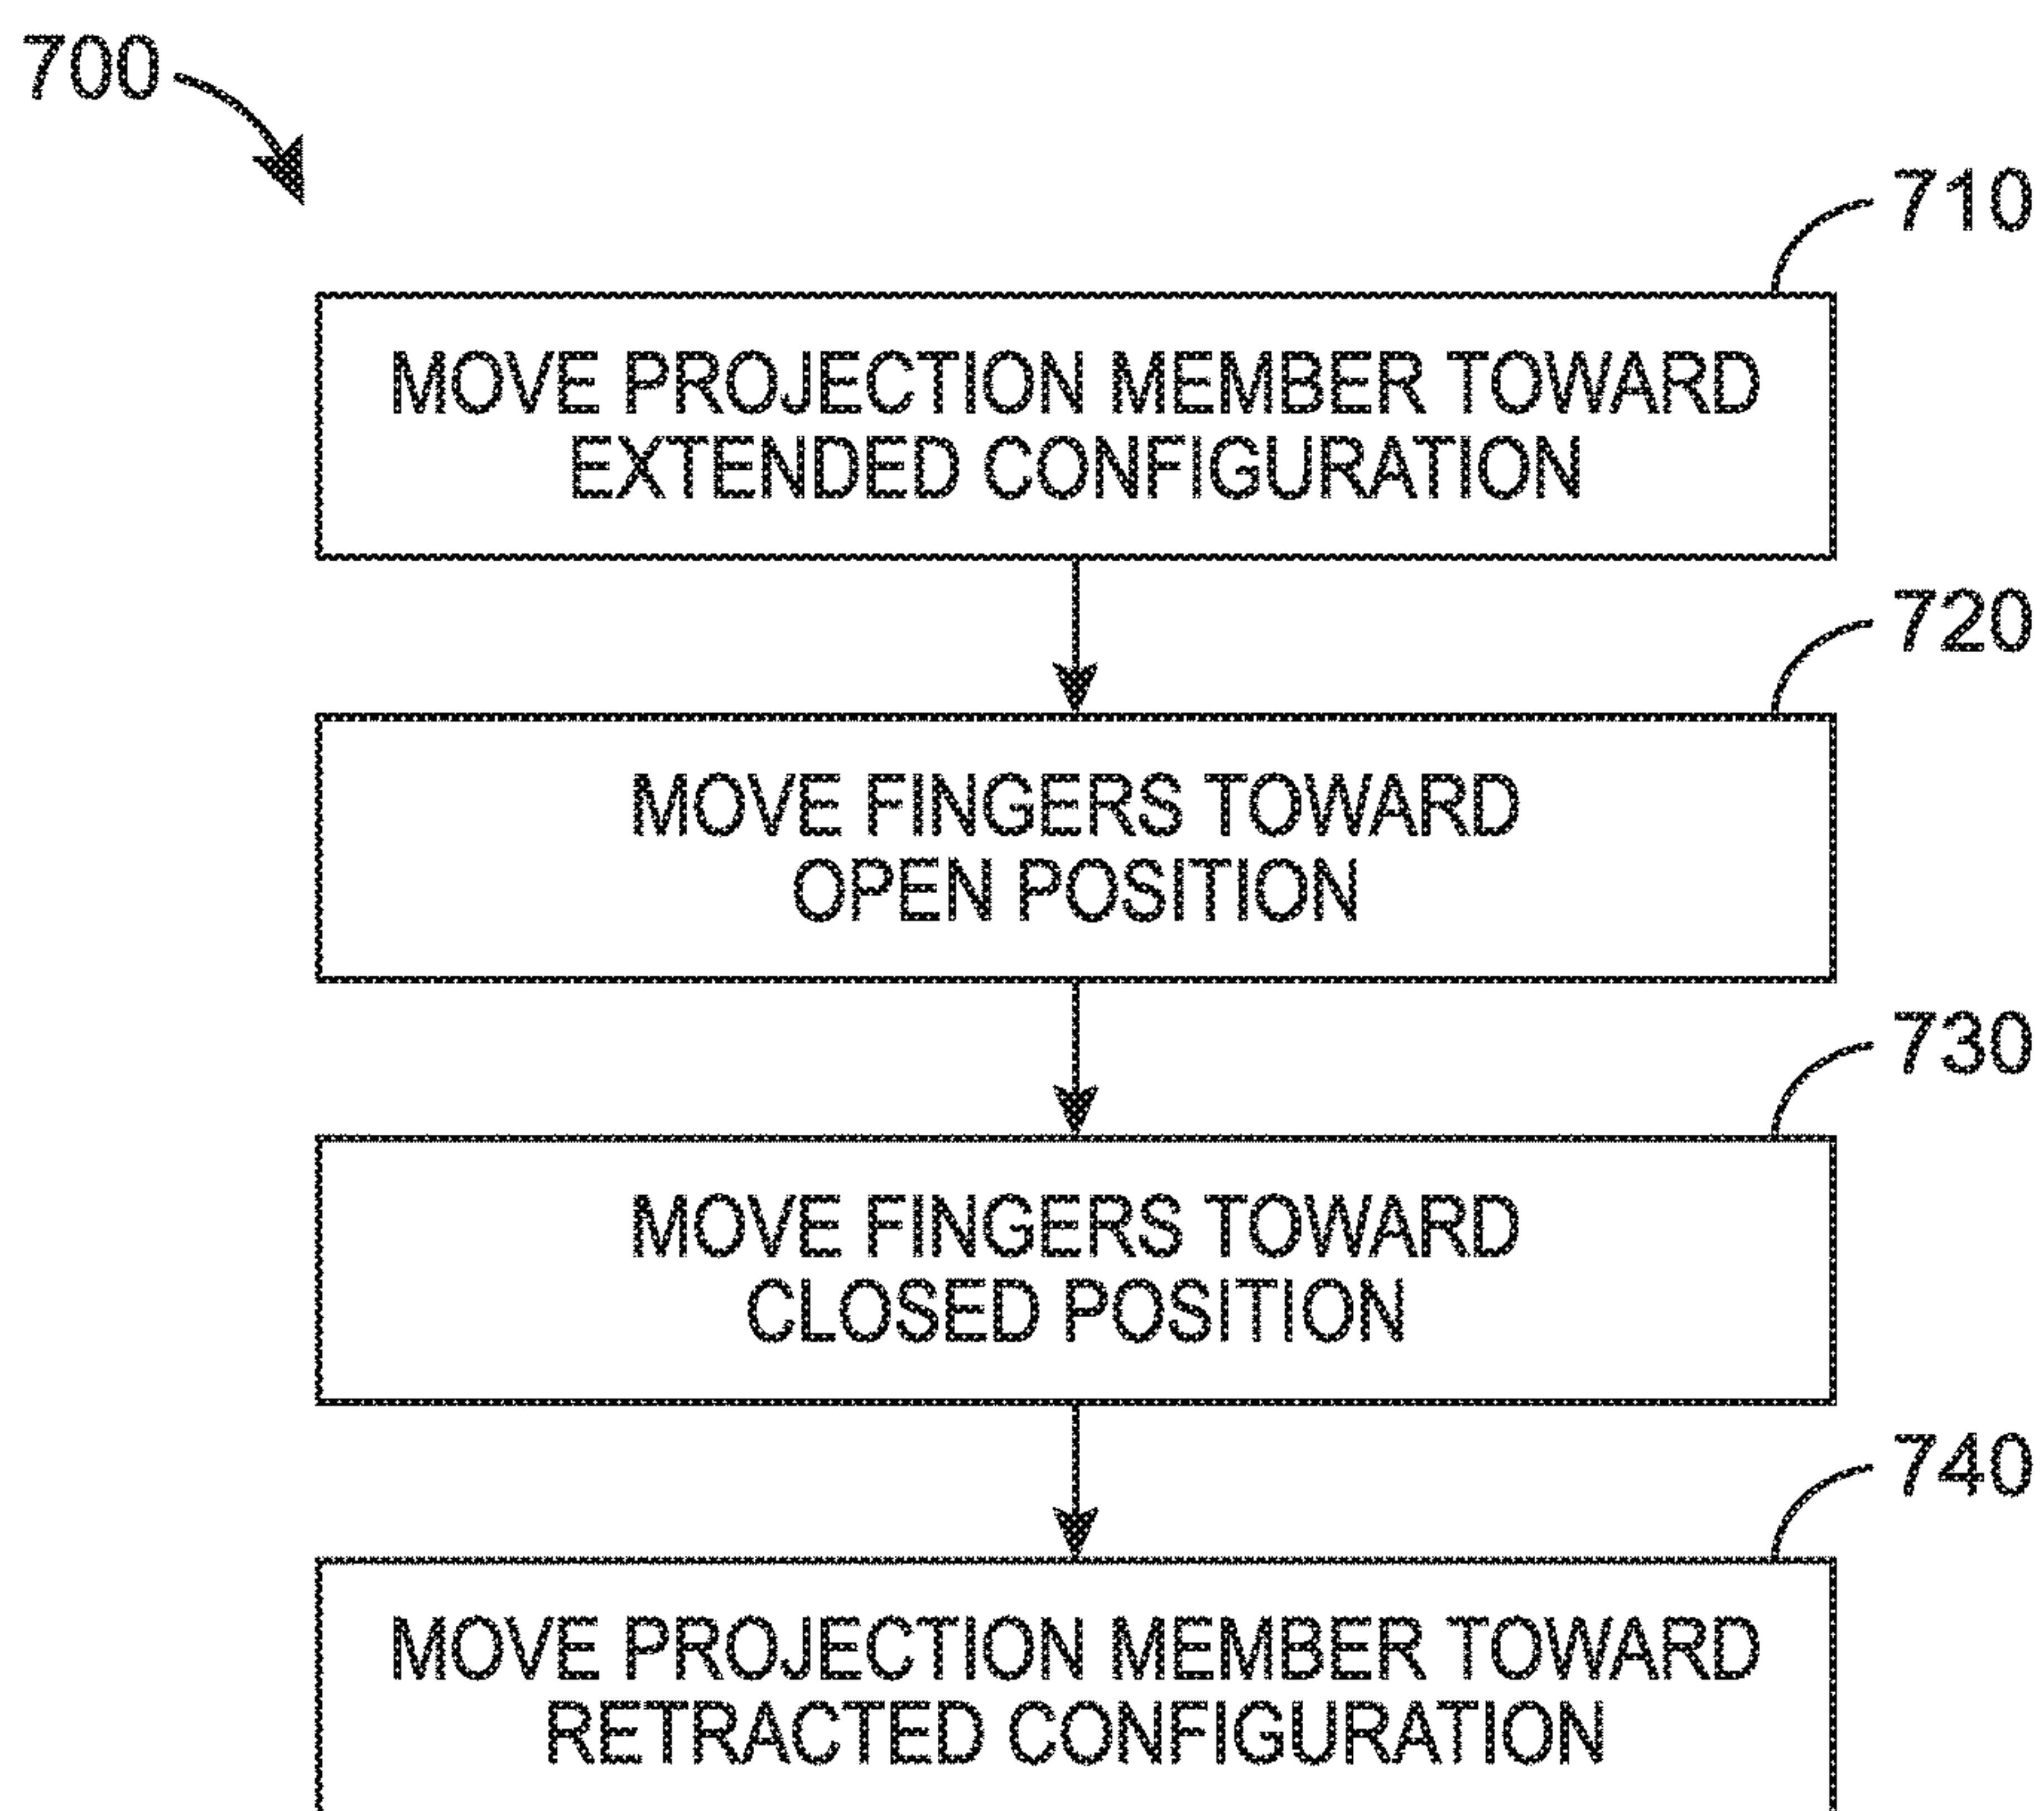 700
710
MOVE PROJECTION MEMBER TOWARD
EXTENDED CONFIGURATION
720
MOVE FINGERS TOWARD
OPEN POSITION
730
MOVE FINGERS TOWARD
CLOSED POSITION
740
MOVE PROJECTION MEMBER TOWARD
RETRACTED CONFIGURATION